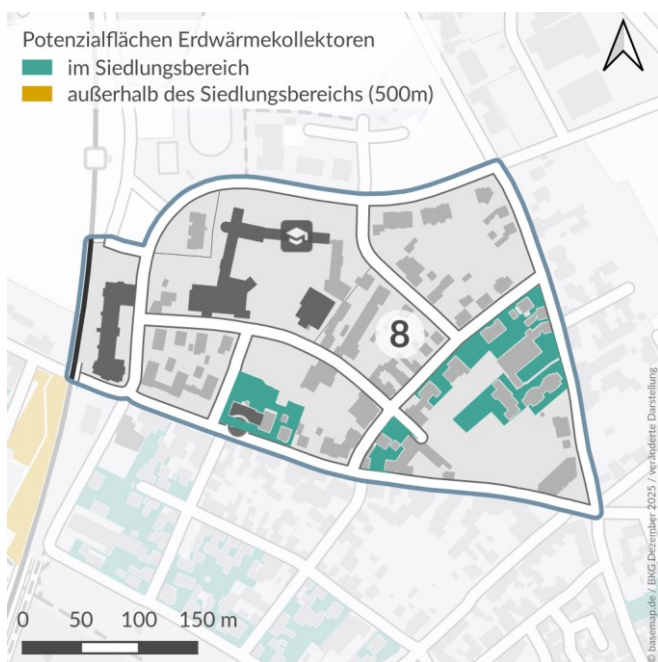 Potenzialflächen Erdwärmekollektoren
im Siedlungsbereich
außerhalb des Siedlungsbereichs (500m)
8
0 50 100 150 m
© basemap.de / BKG Dezember 2025 / veränderte Darstellung